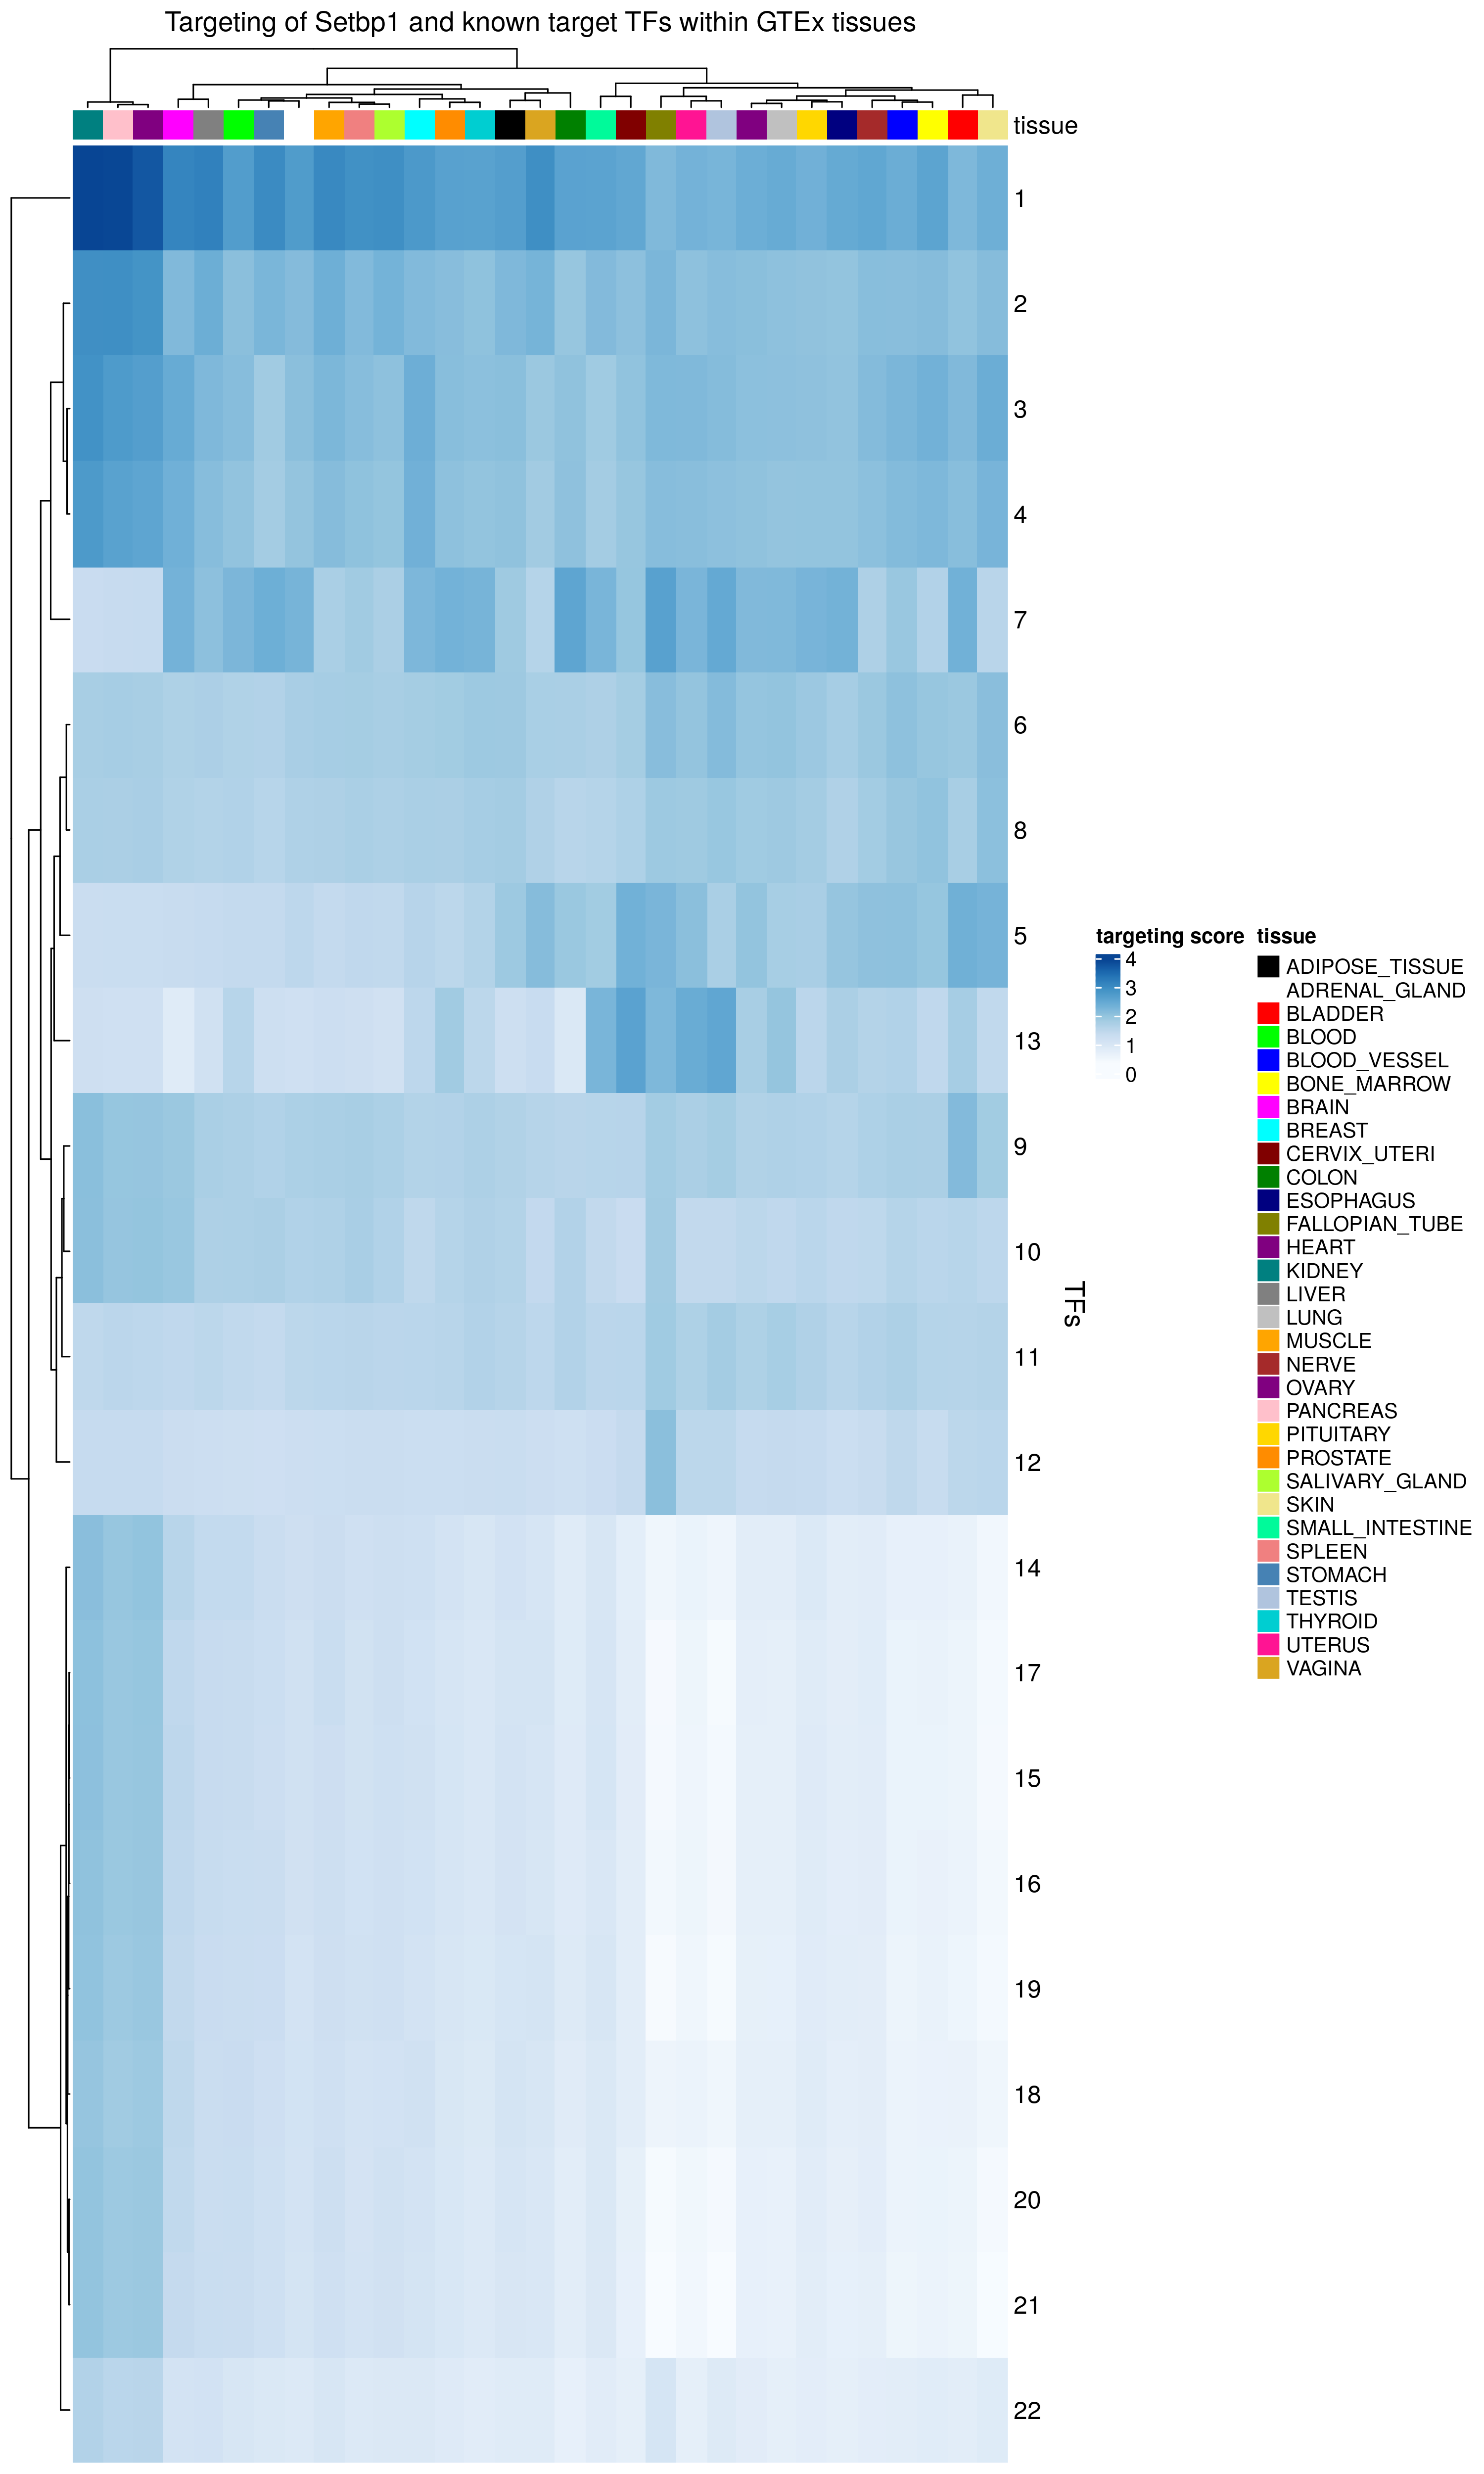 Targeting of Setbp1 and known target TFs within GTEx tissues
tissue
1
2
3
4
7
6
8
5
13
9
10
11
12
14
17
15
16
19
18
20
21
22
TFs
targeting score
4
3
2
1
0
tissue
ADIPOSE_TISSUE
ADRENAL_GLAND
BLADDER
BLOOD
BLOOD_VESSEL
BONE_MARROW
BRAIN
BREAST
CERVIX_UTERI
COLON
ESOPHAGUS
FALLOPIAN_TUBE
HEART
KIDNEY
LIVER
LUNG
MUSCLE
NERVE
OVARY
PANCREAS
PITUITARY
PROSTATE
SALIVARY_GLAND
SKIN
SMALL_INTESTINE
SPLEEN
STOMACH
TESTIS
THYROID
UTERUS
VAGINA